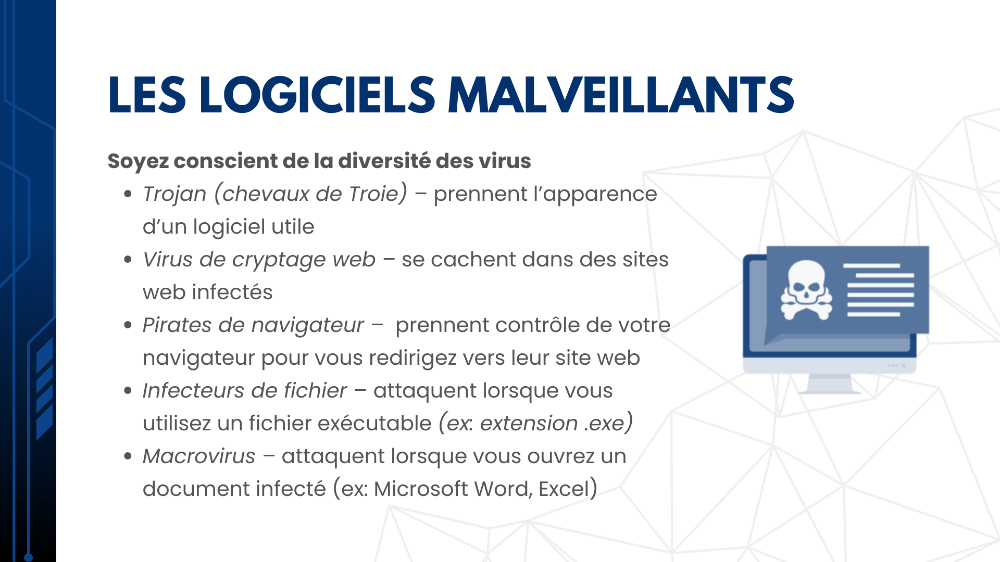 LES LOGICIELS MALVEILLANTS
Soyez conscient de la diversité des virus
• Trojan (chevaux de Troie) – prennent l’apparence
d’un logiciel utile
• Virus de cryptage web – se cachent dans des sites
web infectés
• Pirates de navigateur –  prennent contrôle de votre
navigateur pour vous redirigez vers leur site web
• Infecteurs de fichier – attaquent lorsque vous
utilisez un fichier exécutable (ex: extension .exe)
• Macrovirus – attaquent lorsque vous ouvrez un
document infecté (ex: Microsoft Word, Excel)